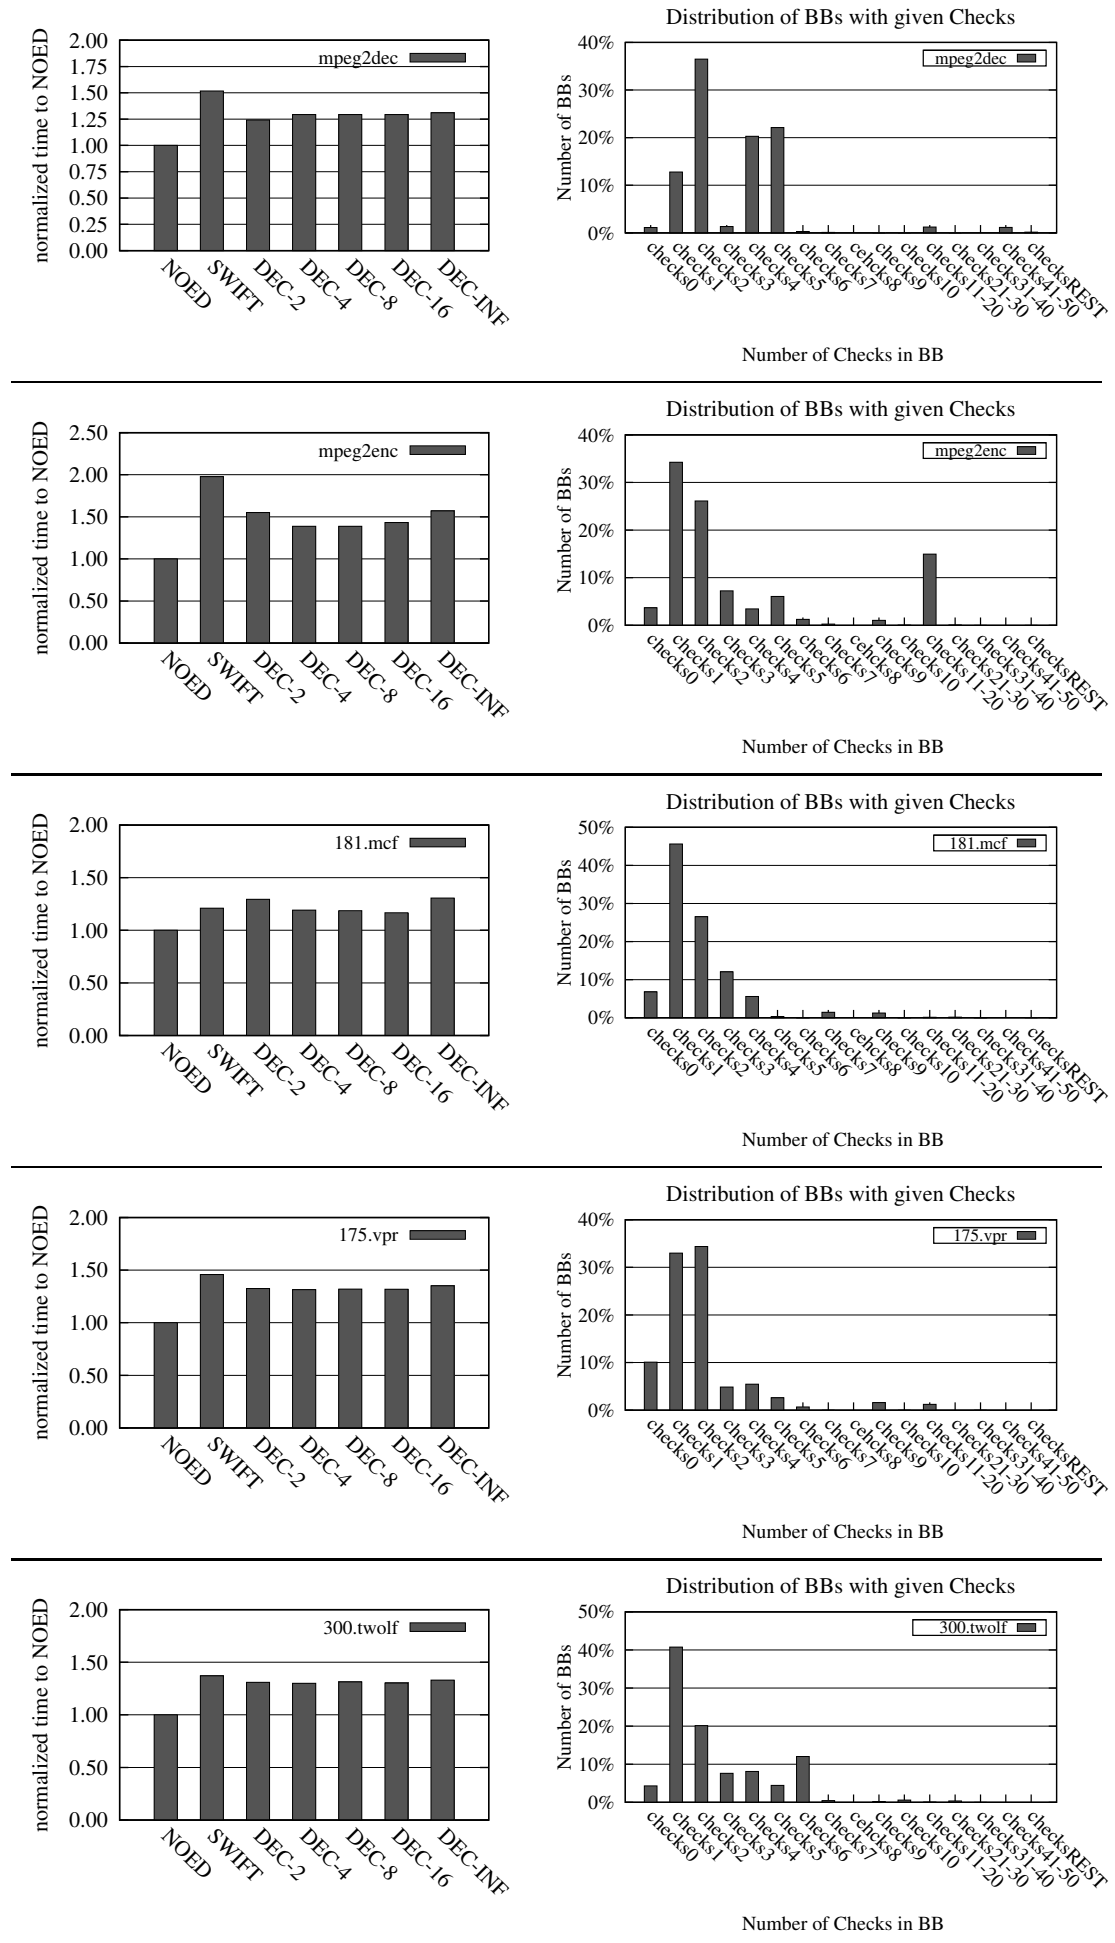 normalized time to NOED
2.00
1.75
1.50
1.25
1.00
0.75
0.50
0.25
0.00
mpeg2dec
NOED
SWIFT
DEC-2
DEC-4
DEC-8
DEC-16
DEC-INF
Distribution of BBs with given Checks
Number of BBs
40%
30%
20%
10%
0%
mpeg2dec
checks0
checks1
checks2
checks3
checks4
checks5
checks6
checks7
cehcks8
checks9
checks10
checks11-20
checks21-30
checks31-40
checks41-50
checksREST
Number of Checks in BB
normalized time to NOED
2.50
2.00
1.50
1.00
0.50
0.00
mpeg2enc
NOED
SWIFT
DEC-2
DEC-4
DEC-8
DEC-16
DEC-INF
Distribution of BBs with given Checks
Number of BBs
40%
30%
20%
10%
0%
mpeg2enc
checks0
checks1
checks2
checks3
checks4
checks5
checks6
checks7
cehcks8
checks9
checks10
checks11-20
checks21-30
checks31-40
checks41-50
checksREST
Number of Checks in BB
normalized time to NOED
2.00
1.50
1.00
0.50
0.00
181.mcf
NOED
SWIFT
DEC-2
DEC-4
DEC-8
DEC-16
DEC-INF
Distribution of BBs with given Checks
Number of BBs
50%
40%
30%
20%
10%
0%
181.mcf
checks0
checks1
checks2
checks3
checks4
checks5
checks6
checks7
cehcks8
checks9
checks10
checks11-20
checks21-30
checks31-40
checks41-50
checksREST
Number of Checks in BB
normalized time to NOED
2.00
1.50
1.00
0.50
0.00
175.vpr
NOED
SWIFT
DEC-2
DEC-4
DEC-8
DEC-16
DEC-INF
Distribution of BBs with given Checks
Number of BBs
40%
30%
20%
10%
0%
175.vpr
checks0
checks1
checks2
checks3
checks4
checks5
checks6
checks7
cehcks8
checks9
checks10
checks11-20
checks21-30
checks31-40
checks41-50
checksREST
Number of Checks in BB
normalized time to NOED
2.00
1.50
1.00
0.50
0.00
300.twolf
NOED
SWIFT
DEC-2
DEC-4
DEC-8
DEC-16
DEC-INF
Distribution of BBs with given Checks
Number of BBs
50%
40%
30%
20%
10%
0%
300.twolf
checks0
checks1
checks2
checks3
checks4
checks5
checks6
checks7
cehcks8
checks9
checks10
checks11-20
checks21-30
checks31-40
checks41-50
checksREST
Number of Checks in BB